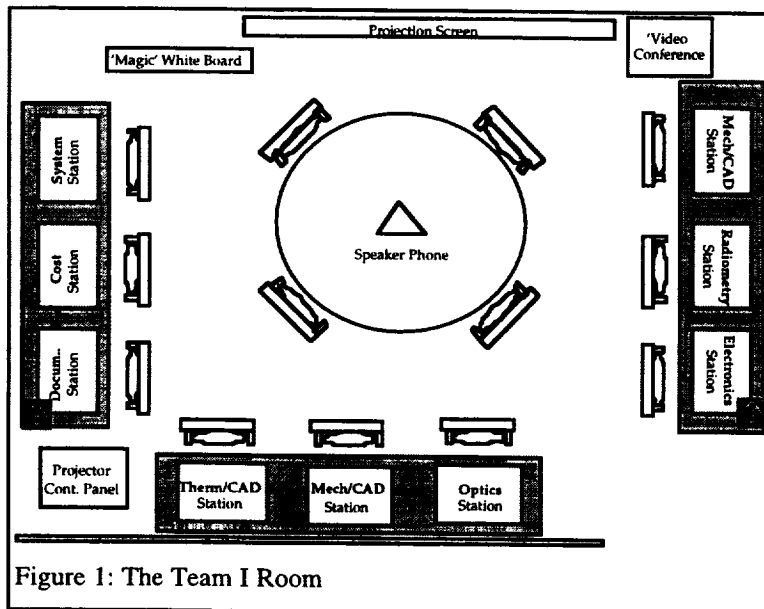 Projection Screen
'Video
Conference
'Magic' White Board
System
Station
Cost
Station
Docum..
Station
Mech/CAD
Station
Radiometry
Station
Electronics
Station
Speaker Phone
Projector
Cont. Panel
Therm/CAD
Station
Mech/CAD
Station
Optics
Station
Figure 1: The Team I Room